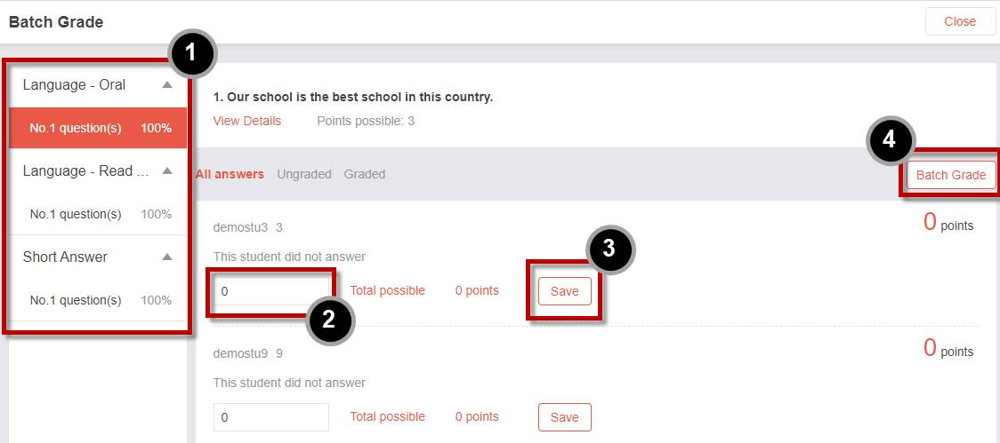 Batch Grade
Close
1
Language - Oral
No.1 question(s) 100%
Language - Read ...
No.1 question(s) 100%
Short Answer
No.1 question(s) 100%
1. Our school is the best school in this country.
View Details Points possible: 3
4
All answers Ungraded Graded Batch Grade
demostu3 3 0 points
This student did not answer
3
0 Total possible 0 points Save
2
demostu9 9 0 points
This student did not answer
0 Total possible 0 points Save